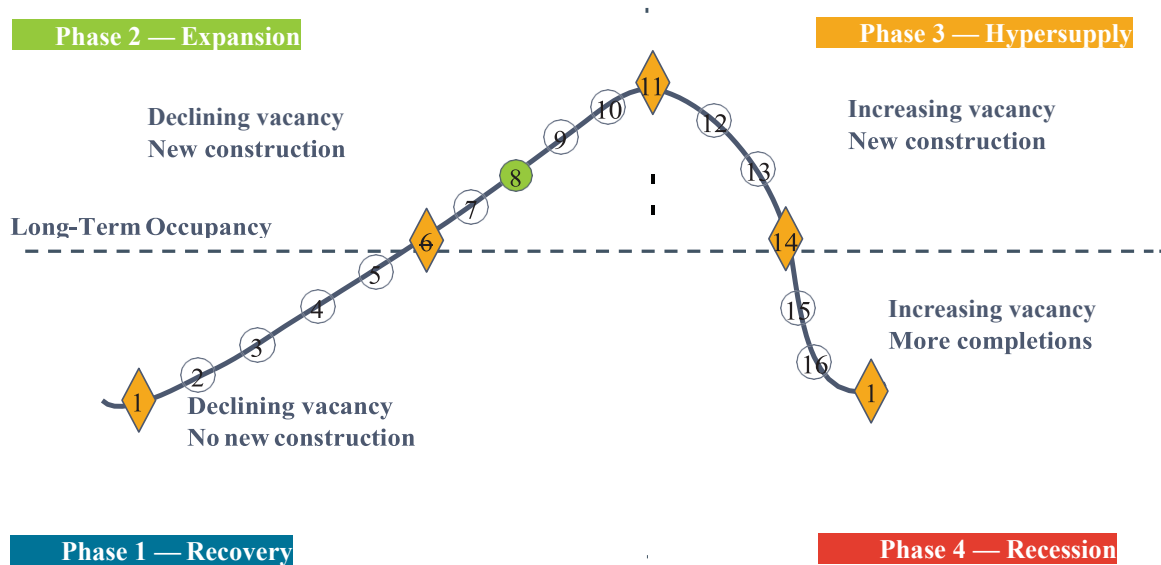 Phase 2 — Expansion
Phase 3 — Hypersupply
11
10
Declining vacancy
New construction
Increasing vacancy
New construction
12
9
13
8
7
Long-Term Occupancy
6
14
5
4
15
Increasing vacancy
More completions
3
16
2
1
1
Declining vacancy
No new construction
Phase 1 — Recovery
Phase 4 — Recession